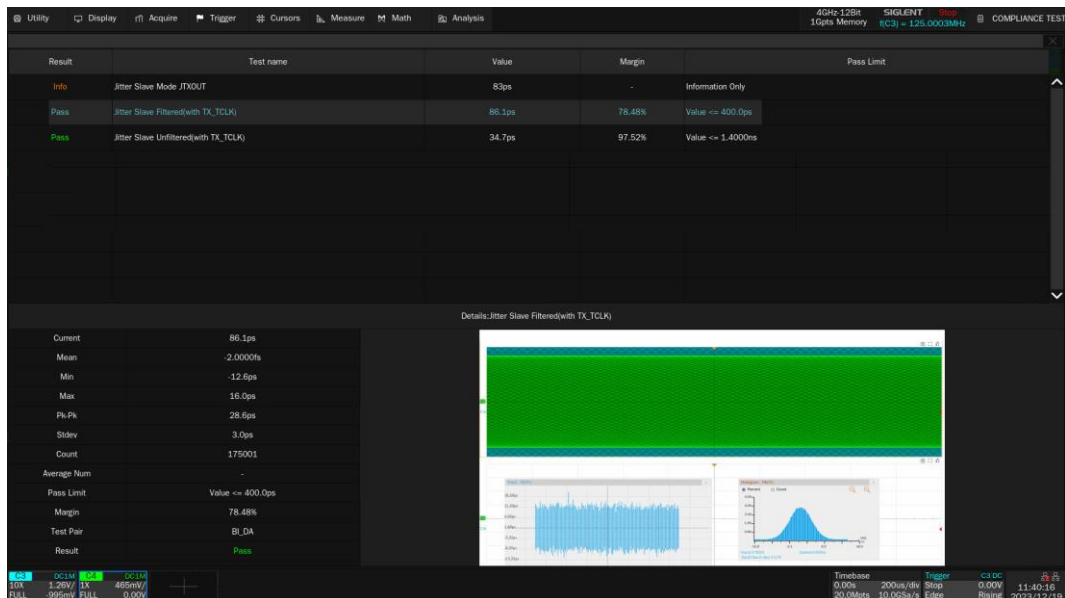 Utility Display Acquire Trigger Cursors Measure Math Analysis
4GHz-12Bit SIGLENT Stop
1Gpts Memory f(C3) = 125.0003MHz
COMPLIANCE TEST
Result Test name Value Margin Pass Limit
Info Jitter Slave Mode JTXOUT 83ps - Information Only
Pass Jitter Slave Filtered(with TX_TCLK) 86.1ps 78.48% Value <= 400.0ps
Pass Jitter Slave Unfiltered(with TX_TCLK) 34.7ps 97.52% Value <= 1.4000ns
Details:Jitter Slave Filtered(with TX_TCLK)
Current 86.1ps
Mean -2.0000fs
Min -12.6ps
Max 16.0ps
Pk-Pk 28.6ps
Stdev 3.0ps
Count 175001
Average Num -
Pass Limit Value <= 400.0ps
Margin 78.48%
Test Pair BI_DA
Result Pass
C3 DC1M C4 DC1M
10X 1.26V/ 1X 465mV/
FULL -995mV FULL 0.00V
Timebase Trigger C3 DC
0.00s 200us/div Stop 0.00V
20.0Mpts 10.0GSa/s Edge Rising
11:40:16
2023/12/19